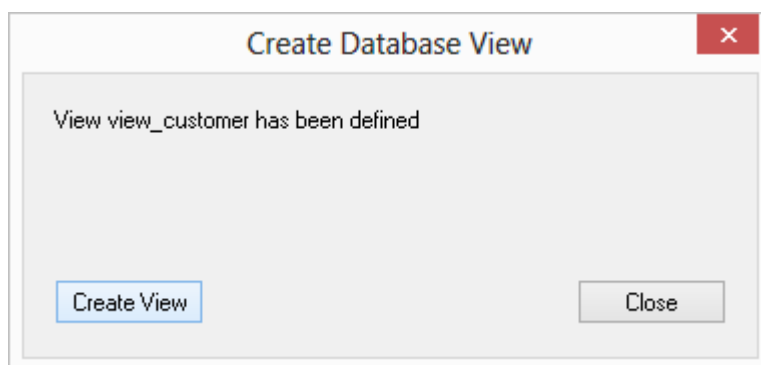 Create Database View
View view_customer has been defined
Create View
Close